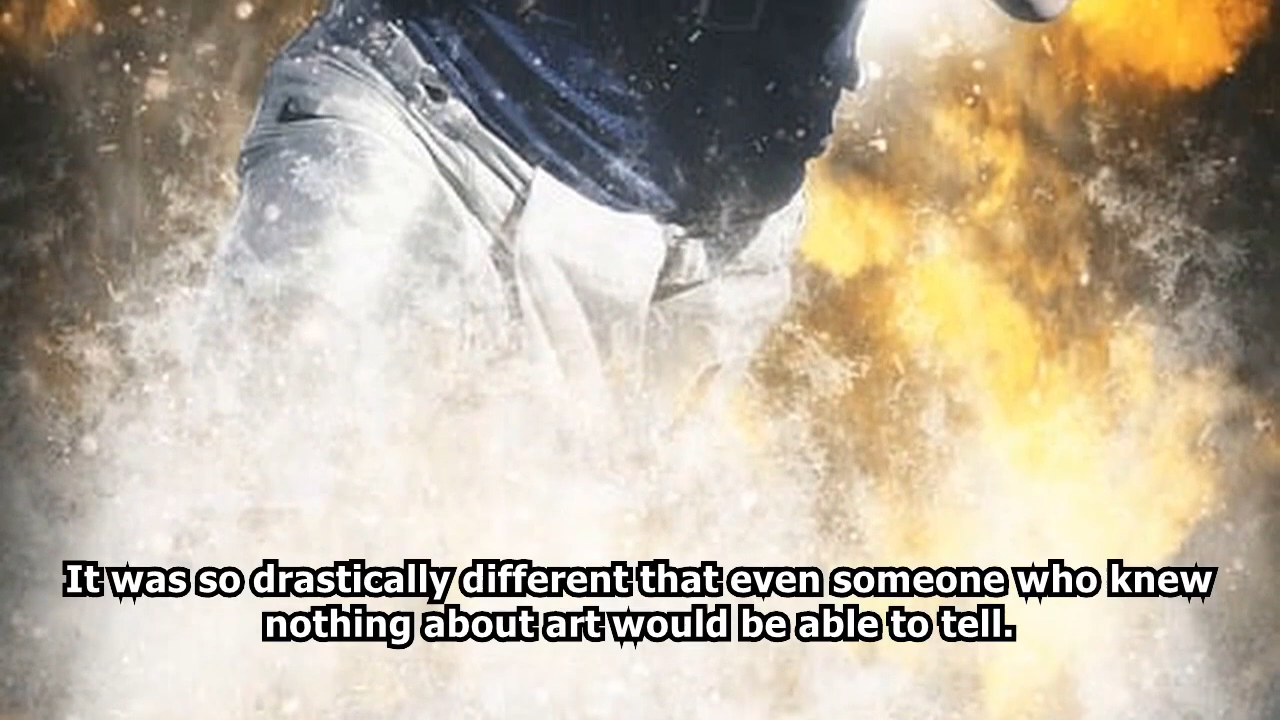 It was so drastically different that even someone who knew
nothing about art would be able to tell.